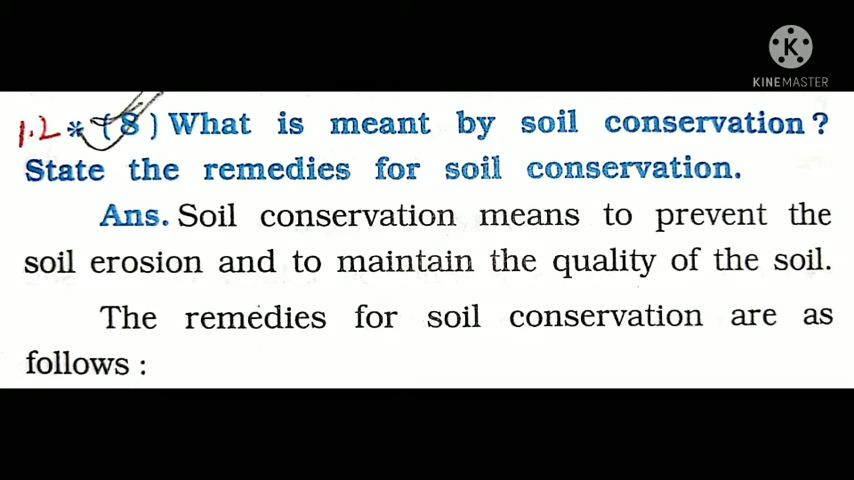 K
KINEMASTER
1.2 * (8) What is meant by soil conservation?
State the remedies for soil conservation.
Ans. Soil conservation means to prevent the
soil erosion and to maintain the quality of the soil.
The remedies for soil conservation are as
follows :